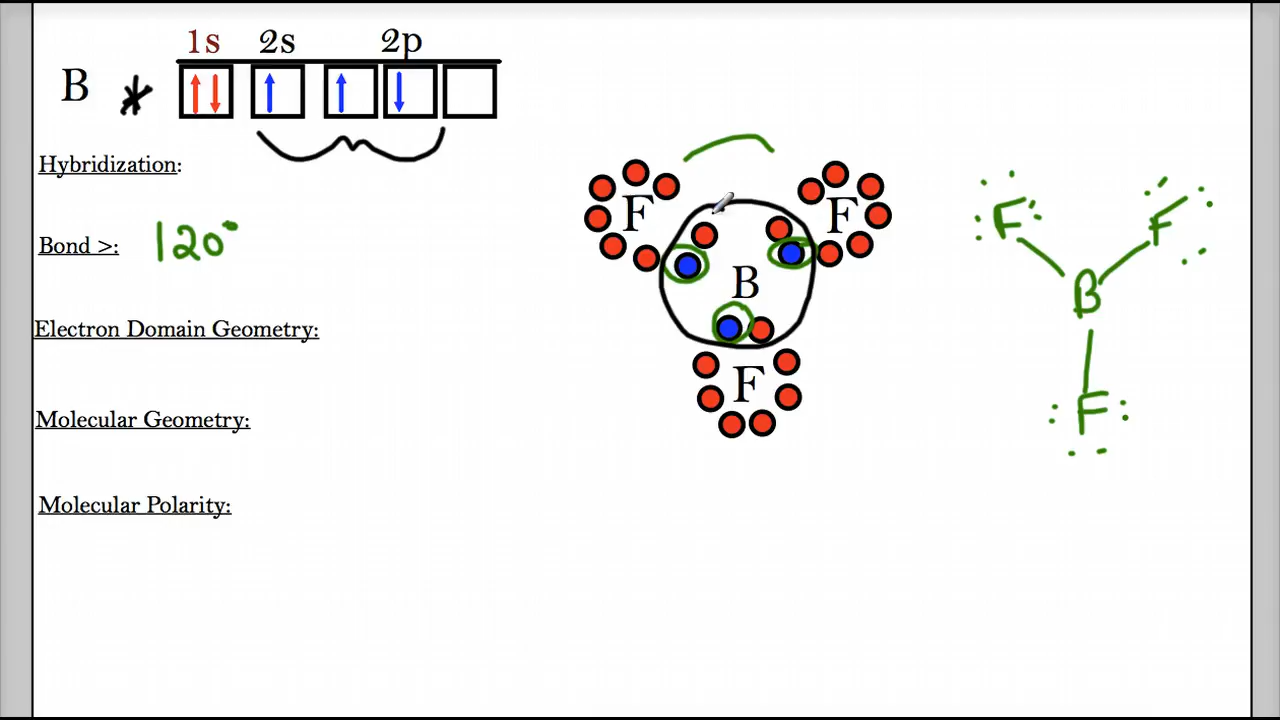 1s 2s 2p
B *
Hybridization:
Bond >: 120°
Electron Domain Geometry:
Molecular Geometry:
Molecular Polarity:
F F
B
F
F F
B
F